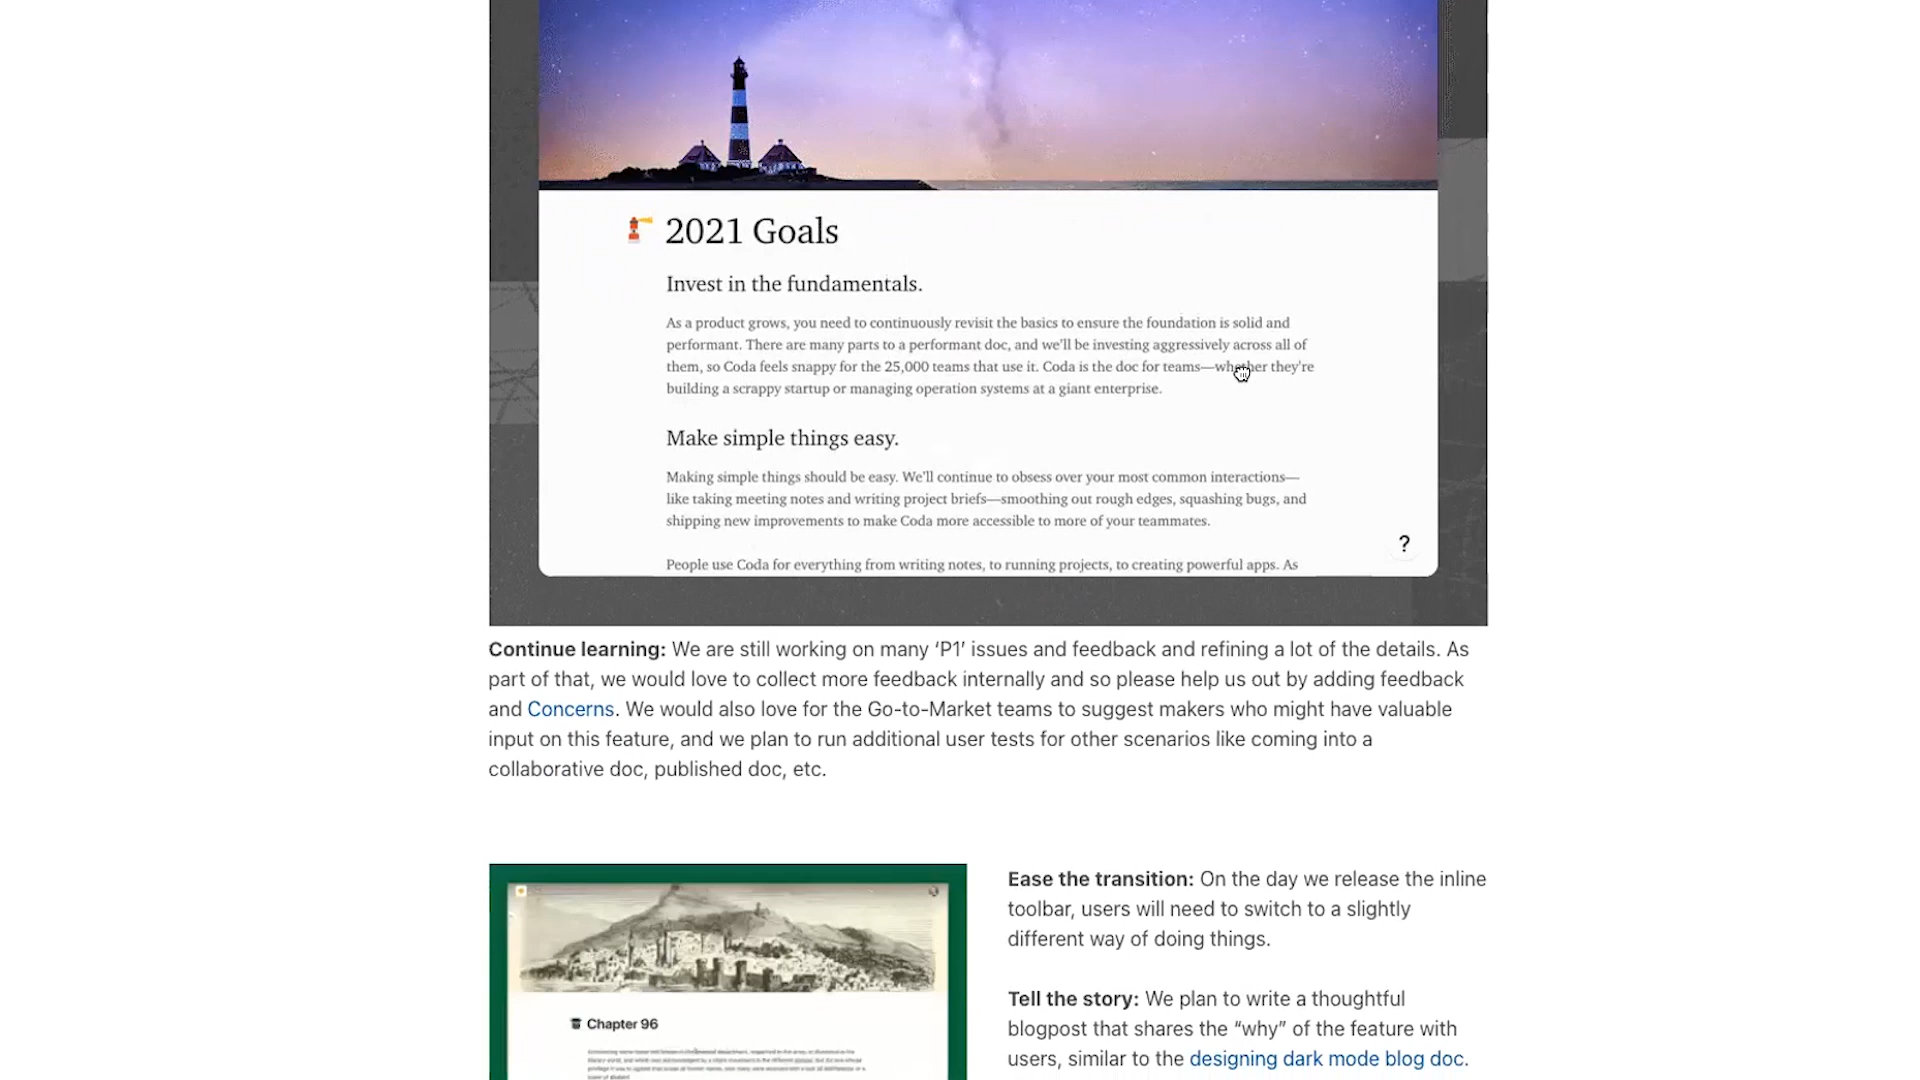 2021 Goals
Invest in the fundamentals.
As a product grows, you need to continuously revisit the basics to ensure the foundation is solid and
performant. There are many parts to a performant doc, and we’ll be investing aggressively across all of
them, so Coda feels snappy for the 25,000 teams that use it. Coda is the doc for teams—whether they’re
building a scrappy startup or managing operation systems at a giant enterprise.
Make simple things easy.
Making simple things should be easy. We’ll continue to obsess over your most common interactions—
like taking meeting notes and writing project briefs—smoothing out rough edges, squashing bugs, and
shipping new improvements to make Coda more accessible to more of your teammates.
?
People use Coda for everything from writing notes, to running projects, to creating powerful apps. As
Continue learning: We are still working on many ‘P1’ issues and feedback and refining a lot of the details. As
part of that, we would love to collect more feedback internally and so please help us out by adding feedback
and Concerns. We would also love for the Go-to-Market teams to suggest makers who might have valuable
input on this feature, and we plan to run additional user tests for other scenarios like coming into a
collaborative doc, published doc, etc.
Chapter 96
Ease the transition: On the day we release the inline
toolbar, users will need to switch to a slightly
different way of doing things.
Tell the story: We plan to write a thoughtful
blogpost that shares the “why” of the feature with
users, similar to the designing dark mode blog doc.